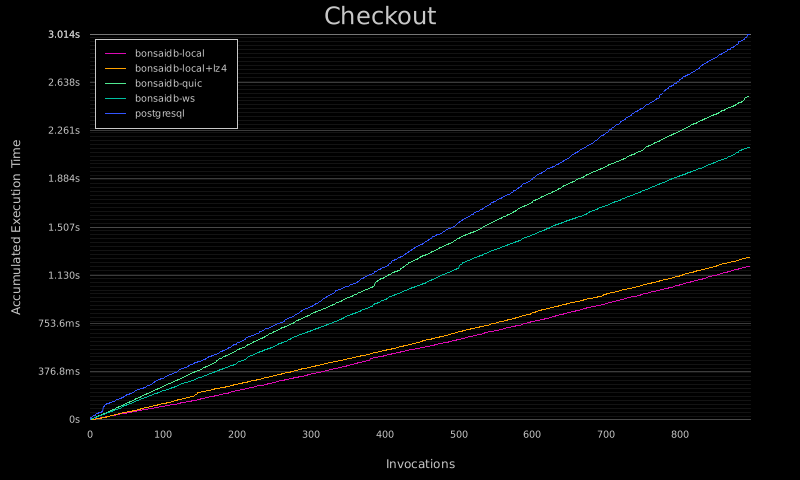 Checkout
3.014s
2.638s
2.261s
1.884s
1.507s
1.130s
753.6ms
376.8ms
0s
Accumulated Execution Time
bonsaidb-local
bonsaidb-local+lz4
bonsaidb-quic
bonsaidb-ws
postgresql
0 100 200 300 400 500 600 700 800
Invocations